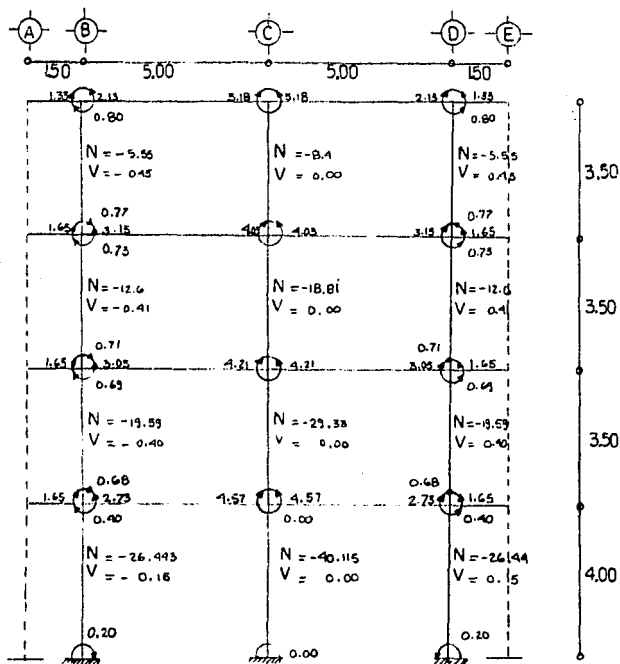 A B C D E
150 5.00 5.00 150
1.33 2.13 5.18 5.18 2.13 1.33
0.80 0.80
N = -5.55 N = -8.4 N = -5.55
V = - 0.45 V = 0.00 V = 0.45
3.50
0.77 0.77
1.65 3.15 4.03 4.03 3.15 1.65
0.73 0.73
N = -12.6 N = -18.81 N = -12.6
V = -0.41 V = 0.00 V = 0.41
3.50
0.71 0.71
1.65 3.05 4.21 4.21 3.05 1.65
0.69 0.69
N = -19.59 N = -29.38 N = -19.59
V = - 0.40 V = 0.00 V = 0.40
3.50
0.68 0.68
1.65 2.73 4.57 4.57 2.73 1.65
0.40 0.00 0.40
N = -26.443 N = -40.115 N = -26.44
V = - 0.15 V = 0.00 V = 0.15
4.00
0.20 0.00 0.20